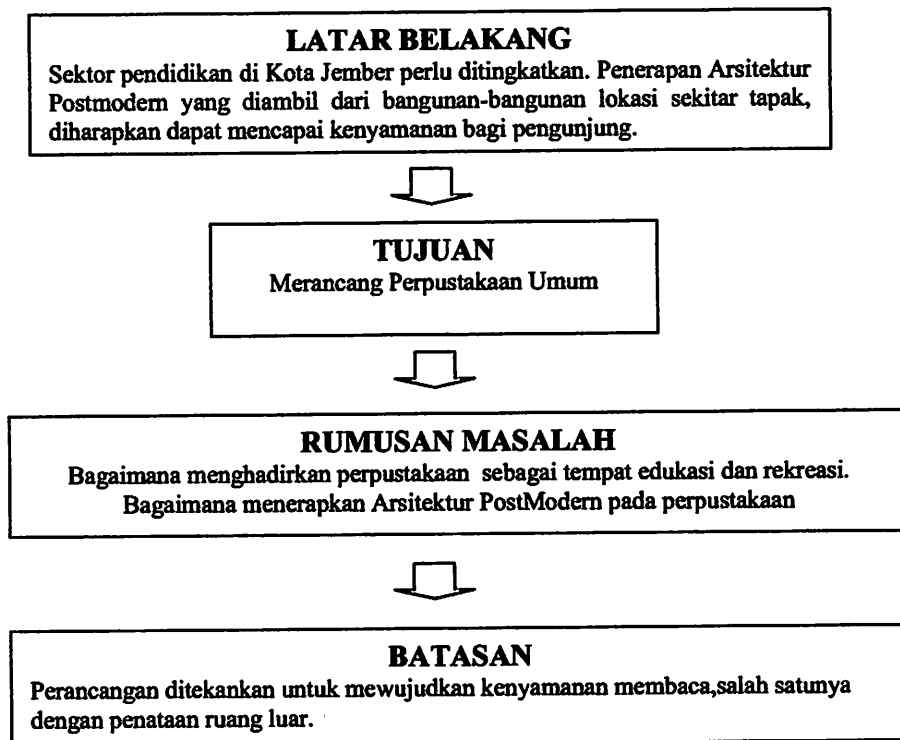 LATAR BELAKANG
Sektor pendidikan di Kota Jember perlu ditingkatkan. Penerapan Arsitektur
Postmodern yang diambil dari bangunan-bangunan lokasi sekitar tapak,
diharapkan dapat mencapai kenyamanan bagi pengunjung.
TUJUAN
Merancang Perpustakaan Umum
RUMUSAN MASALAH
Bagaimana menghadirkan perpustakaan sebagai tempat edukasi dan rekreasi.
Bagaimana menerapkan Arsitektur PostModern pada perpustakaan
BATASAN
Perancangan ditekankan untuk mewujudkan kenyamanan membaca,salah satunya
dengan penataan ruang luar.